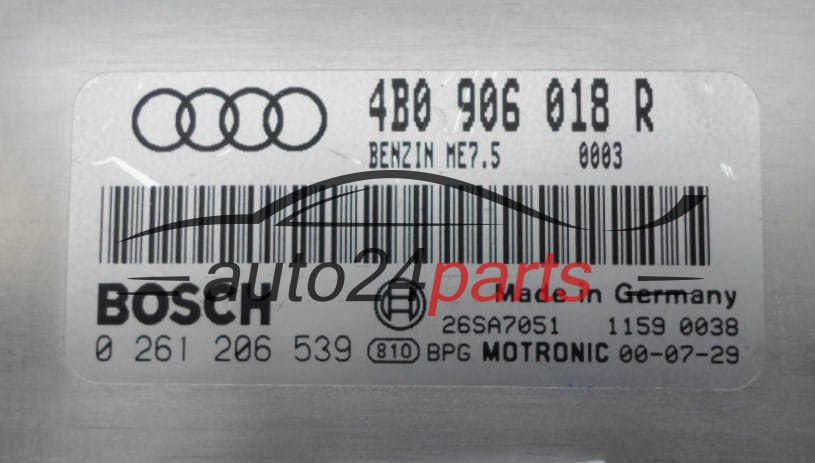 4B0 906 018 R
BENZIN ME7.5 0003
auto24parts
BOSCH Made in Germany
26SA7051 1159 0038
0 261 206 539 810 BPG MOTRONIC 00-07-29